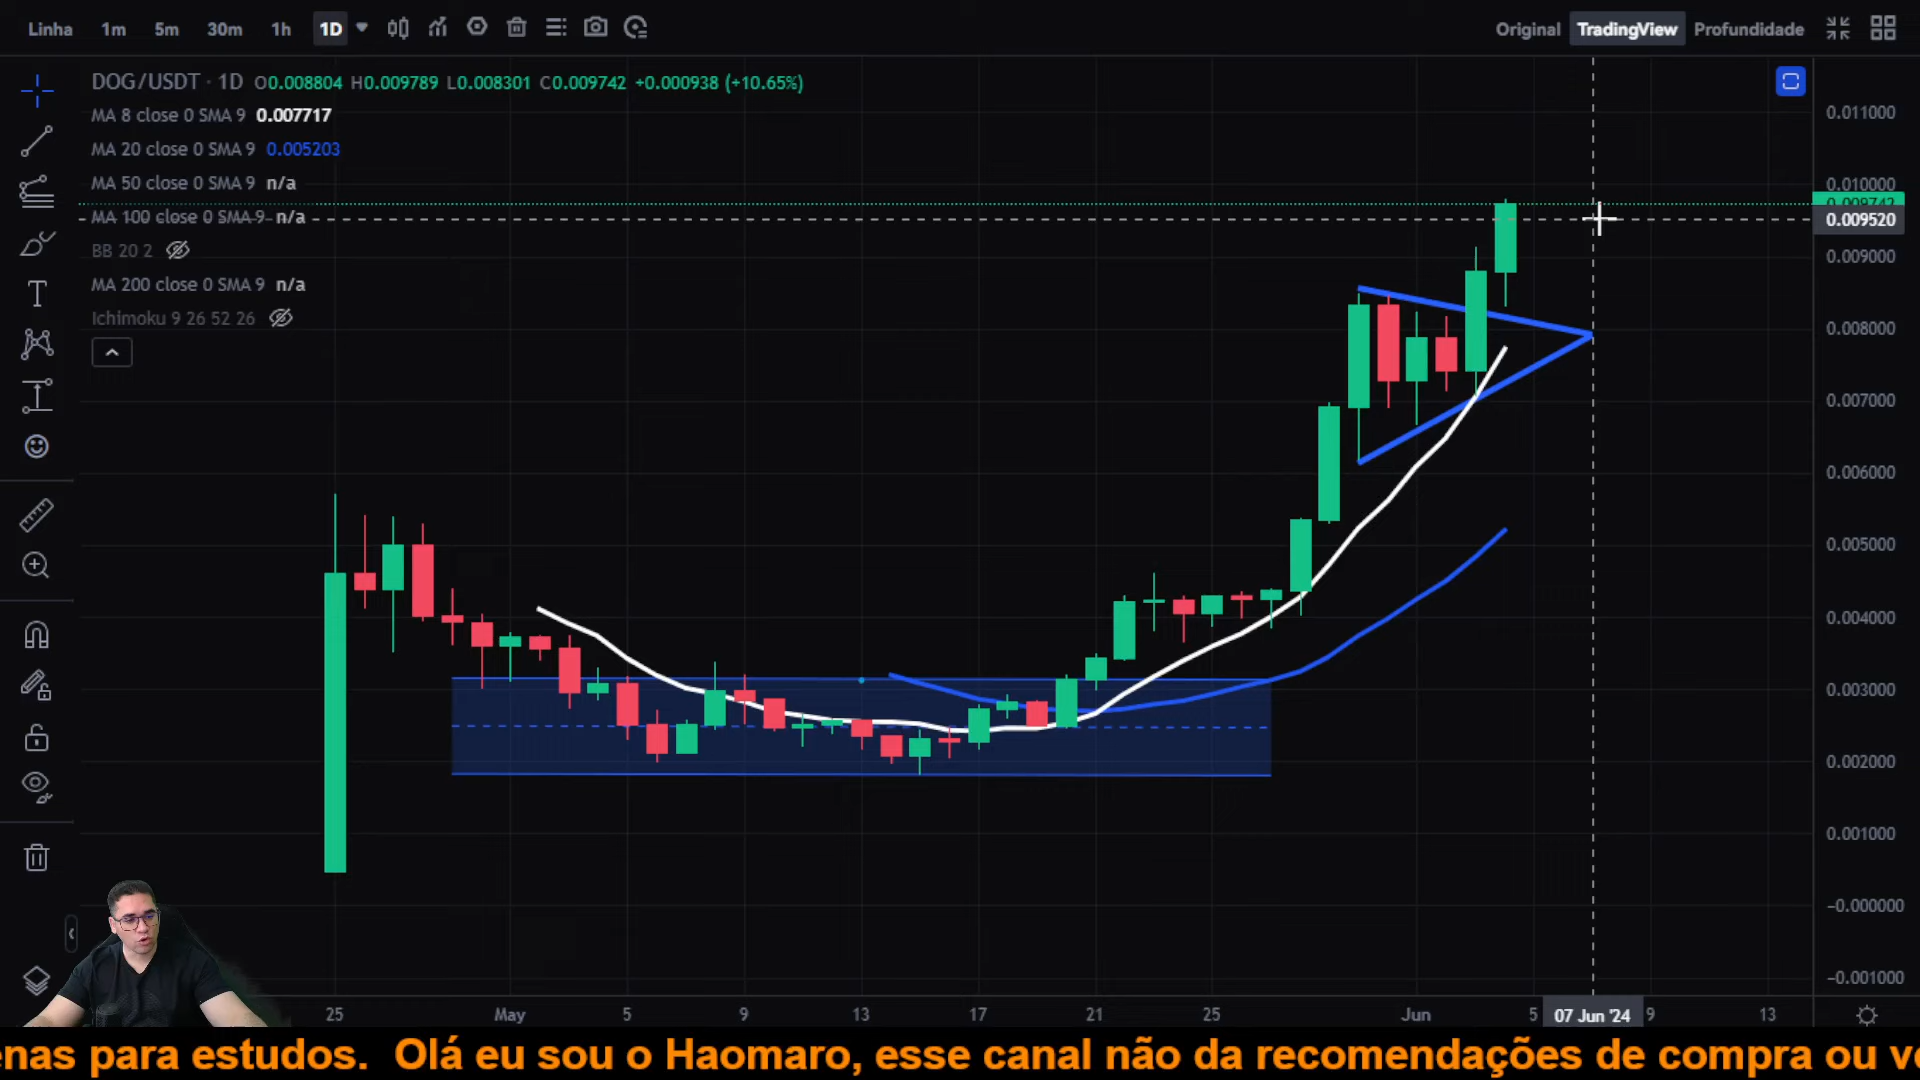 Linha 1m 5m 30m 1h 1D Original TradingView Profundidade
DOG/USDT · 1D O0.008804 H0.009789 L0.008301 C0.009742 +0.000938 (+10.65%)
MA 8 close 0 SMA 9 0.007717
MA 20 close 0 SMA 9 0.005203
MA 50 close 0 SMA 9 n/a
MA 100 close 0 SMA 9 n/a
BB 20 2
MA 200 close 0 SMA 9 n/a
Ichimoku 9 26 52 26
0.011000
0.010000
0.009742
0.009520
0.009000
0.008000
0.007000
0.006000
0.005000
0.004000
0.003000
0.002000
0.001000
−0.000000
−0.001000
25 May 5 9 13 17 21 25 Jun 5 07 Jun '24 9 13
enas para estudos. Olá eu sou o Haomaro, esse canal não da recomendações de compra ou ve